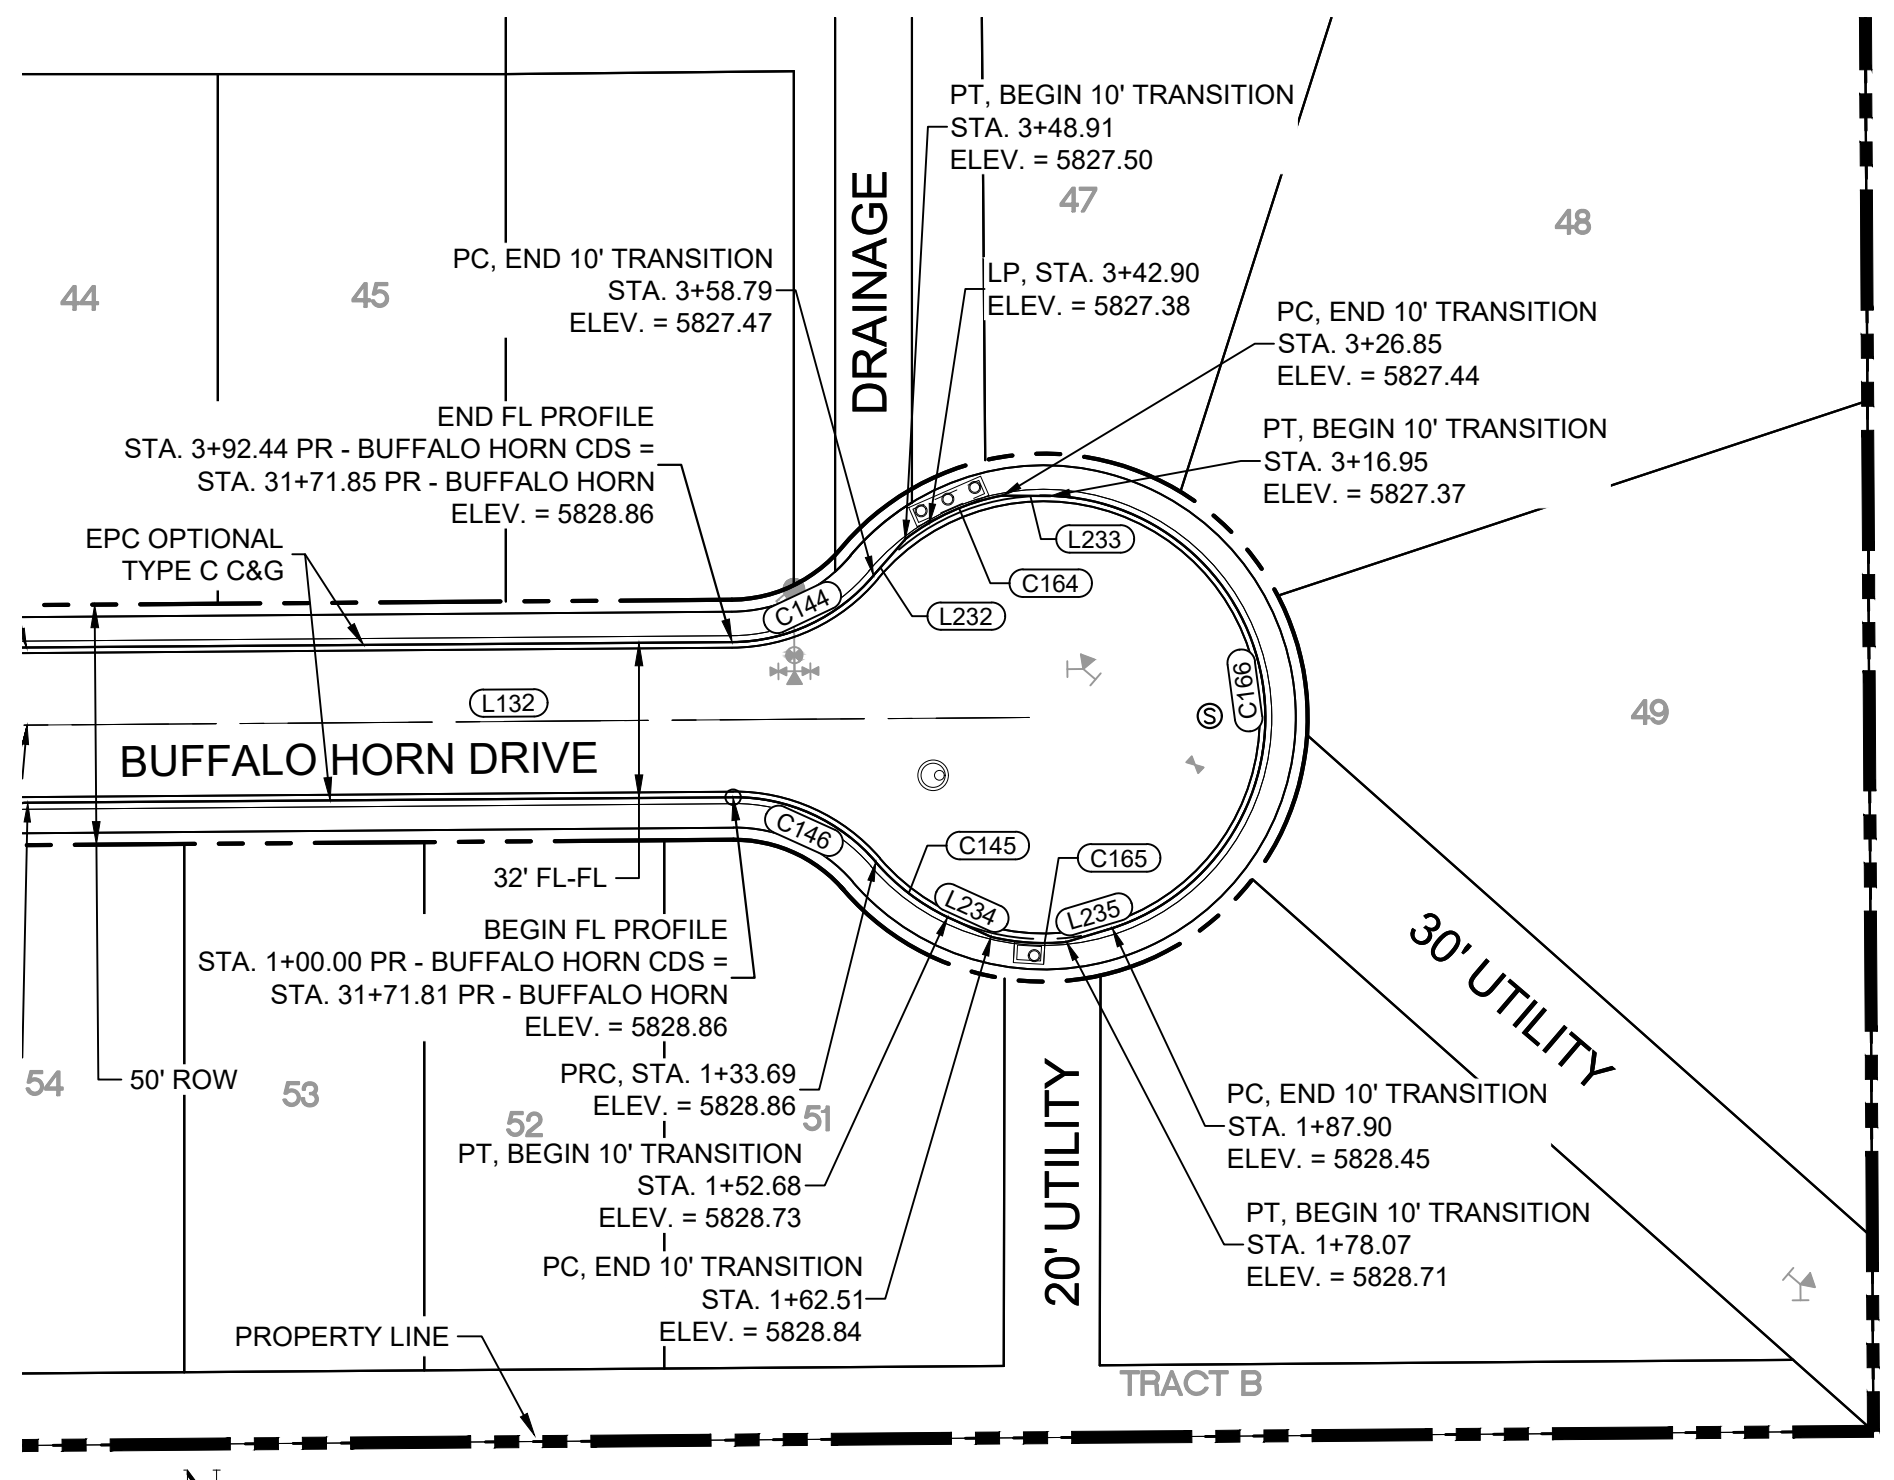 PT, BEGIN 10' TRANSITION
STA. 3+48.91
ELEV. = 5827.50
47
48
DRAINAGE
PC, END 10' TRANSITION
STA. 3+58.79
ELEV. = 5827.47
LP, STA. 3+42.90
ELEV. = 5827.38
44
45
PC, END 10' TRANSITION
STA. 3+26.85
ELEV. = 5827.44
END FL PROFILE
STA. 3+92.44 PR - BUFFALO HORN CDS =
STA. 31+71.85 PR - BUFFALO HORN
ELEV. = 5828.86
PT, BEGIN 10' TRANSITION
STA. 3+16.95
ELEV. = 5827.37
EPC OPTIONAL
TYPE C C&G
L233
C164
C144
L232
L132
C166
S
49
BUFFALO HORN DRIVE
C146
C145
C165
32' FL-FL
L234
L235
BEGIN FL PROFILE
STA. 1+00.00 PR - BUFFALO HORN CDS =
STA. 31+71.81 PR - BUFFALO HORN
ELEV. = 5828.86
30' UTILITY
54
50' ROW
53
52
51
PRC, STA. 1+33.69
ELEV. = 5828.86
20' UTILITY
PC, END 10' TRANSITION
STA. 1+87.90
ELEV. = 5828.45
PT, BEGIN 10' TRANSITION
STA. 1+52.68
ELEV. = 5828.73
PT, BEGIN 10' TRANSITION
STA. 1+78.07
ELEV. = 5828.71
PC, END 10' TRANSITION
STA. 1+62.51
ELEV. = 5828.84
PROPERTY LINE
TRACT B